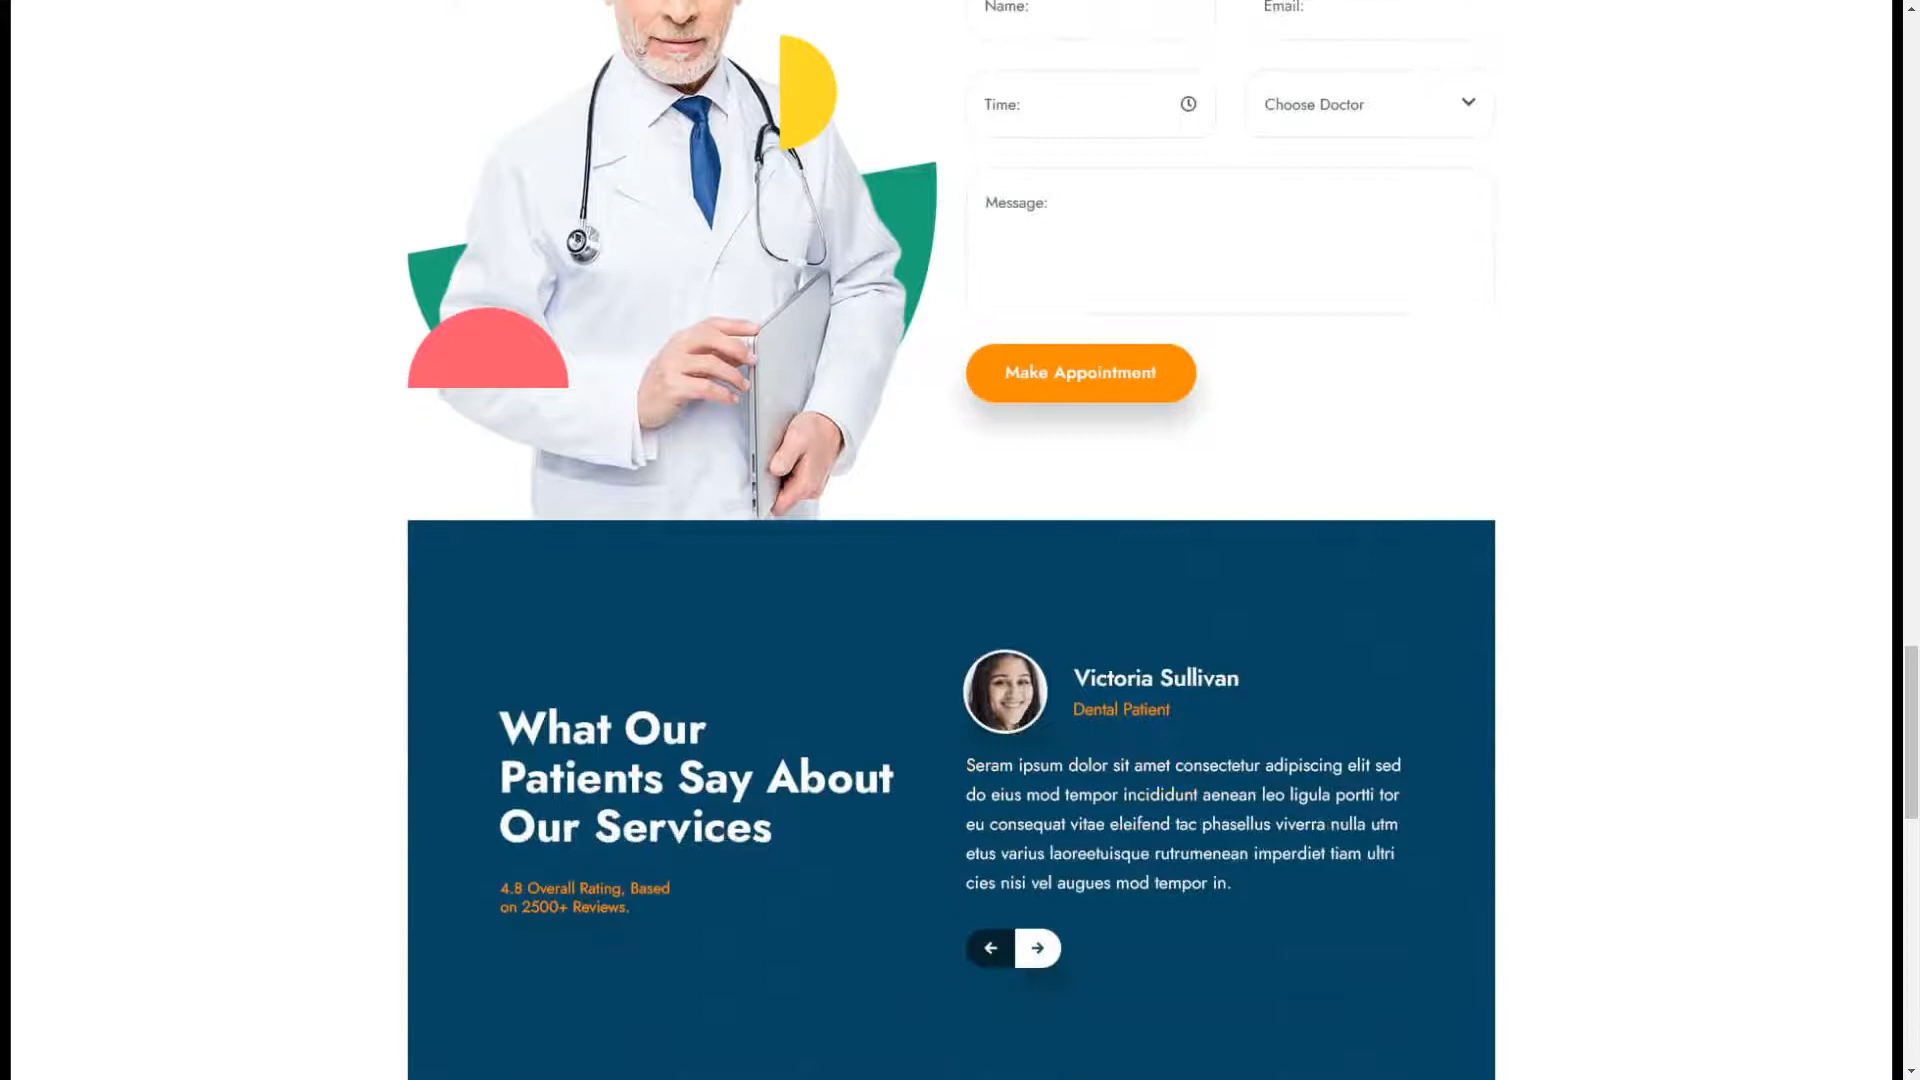 Name:
Email:
Time:
Choose Doctor
Message:
Make Appointment
What Our
Patients Say About
Our Services
4.8 Overall Rating, Based
on 2500+ Reviews.
Victoria Sullivan
Dental Patient
Seram ipsum dolor sit amet consectetur adipiscing elit sed
do eius mod tempor incididunt aenean leo ligula portti tor
eu consequat vitae eleifend tac phasellus viverra nulla utm
etus varius laoreetuisque rutrumenean imperdiet tiam ultri
cies nisi vel augues mod tempor in.